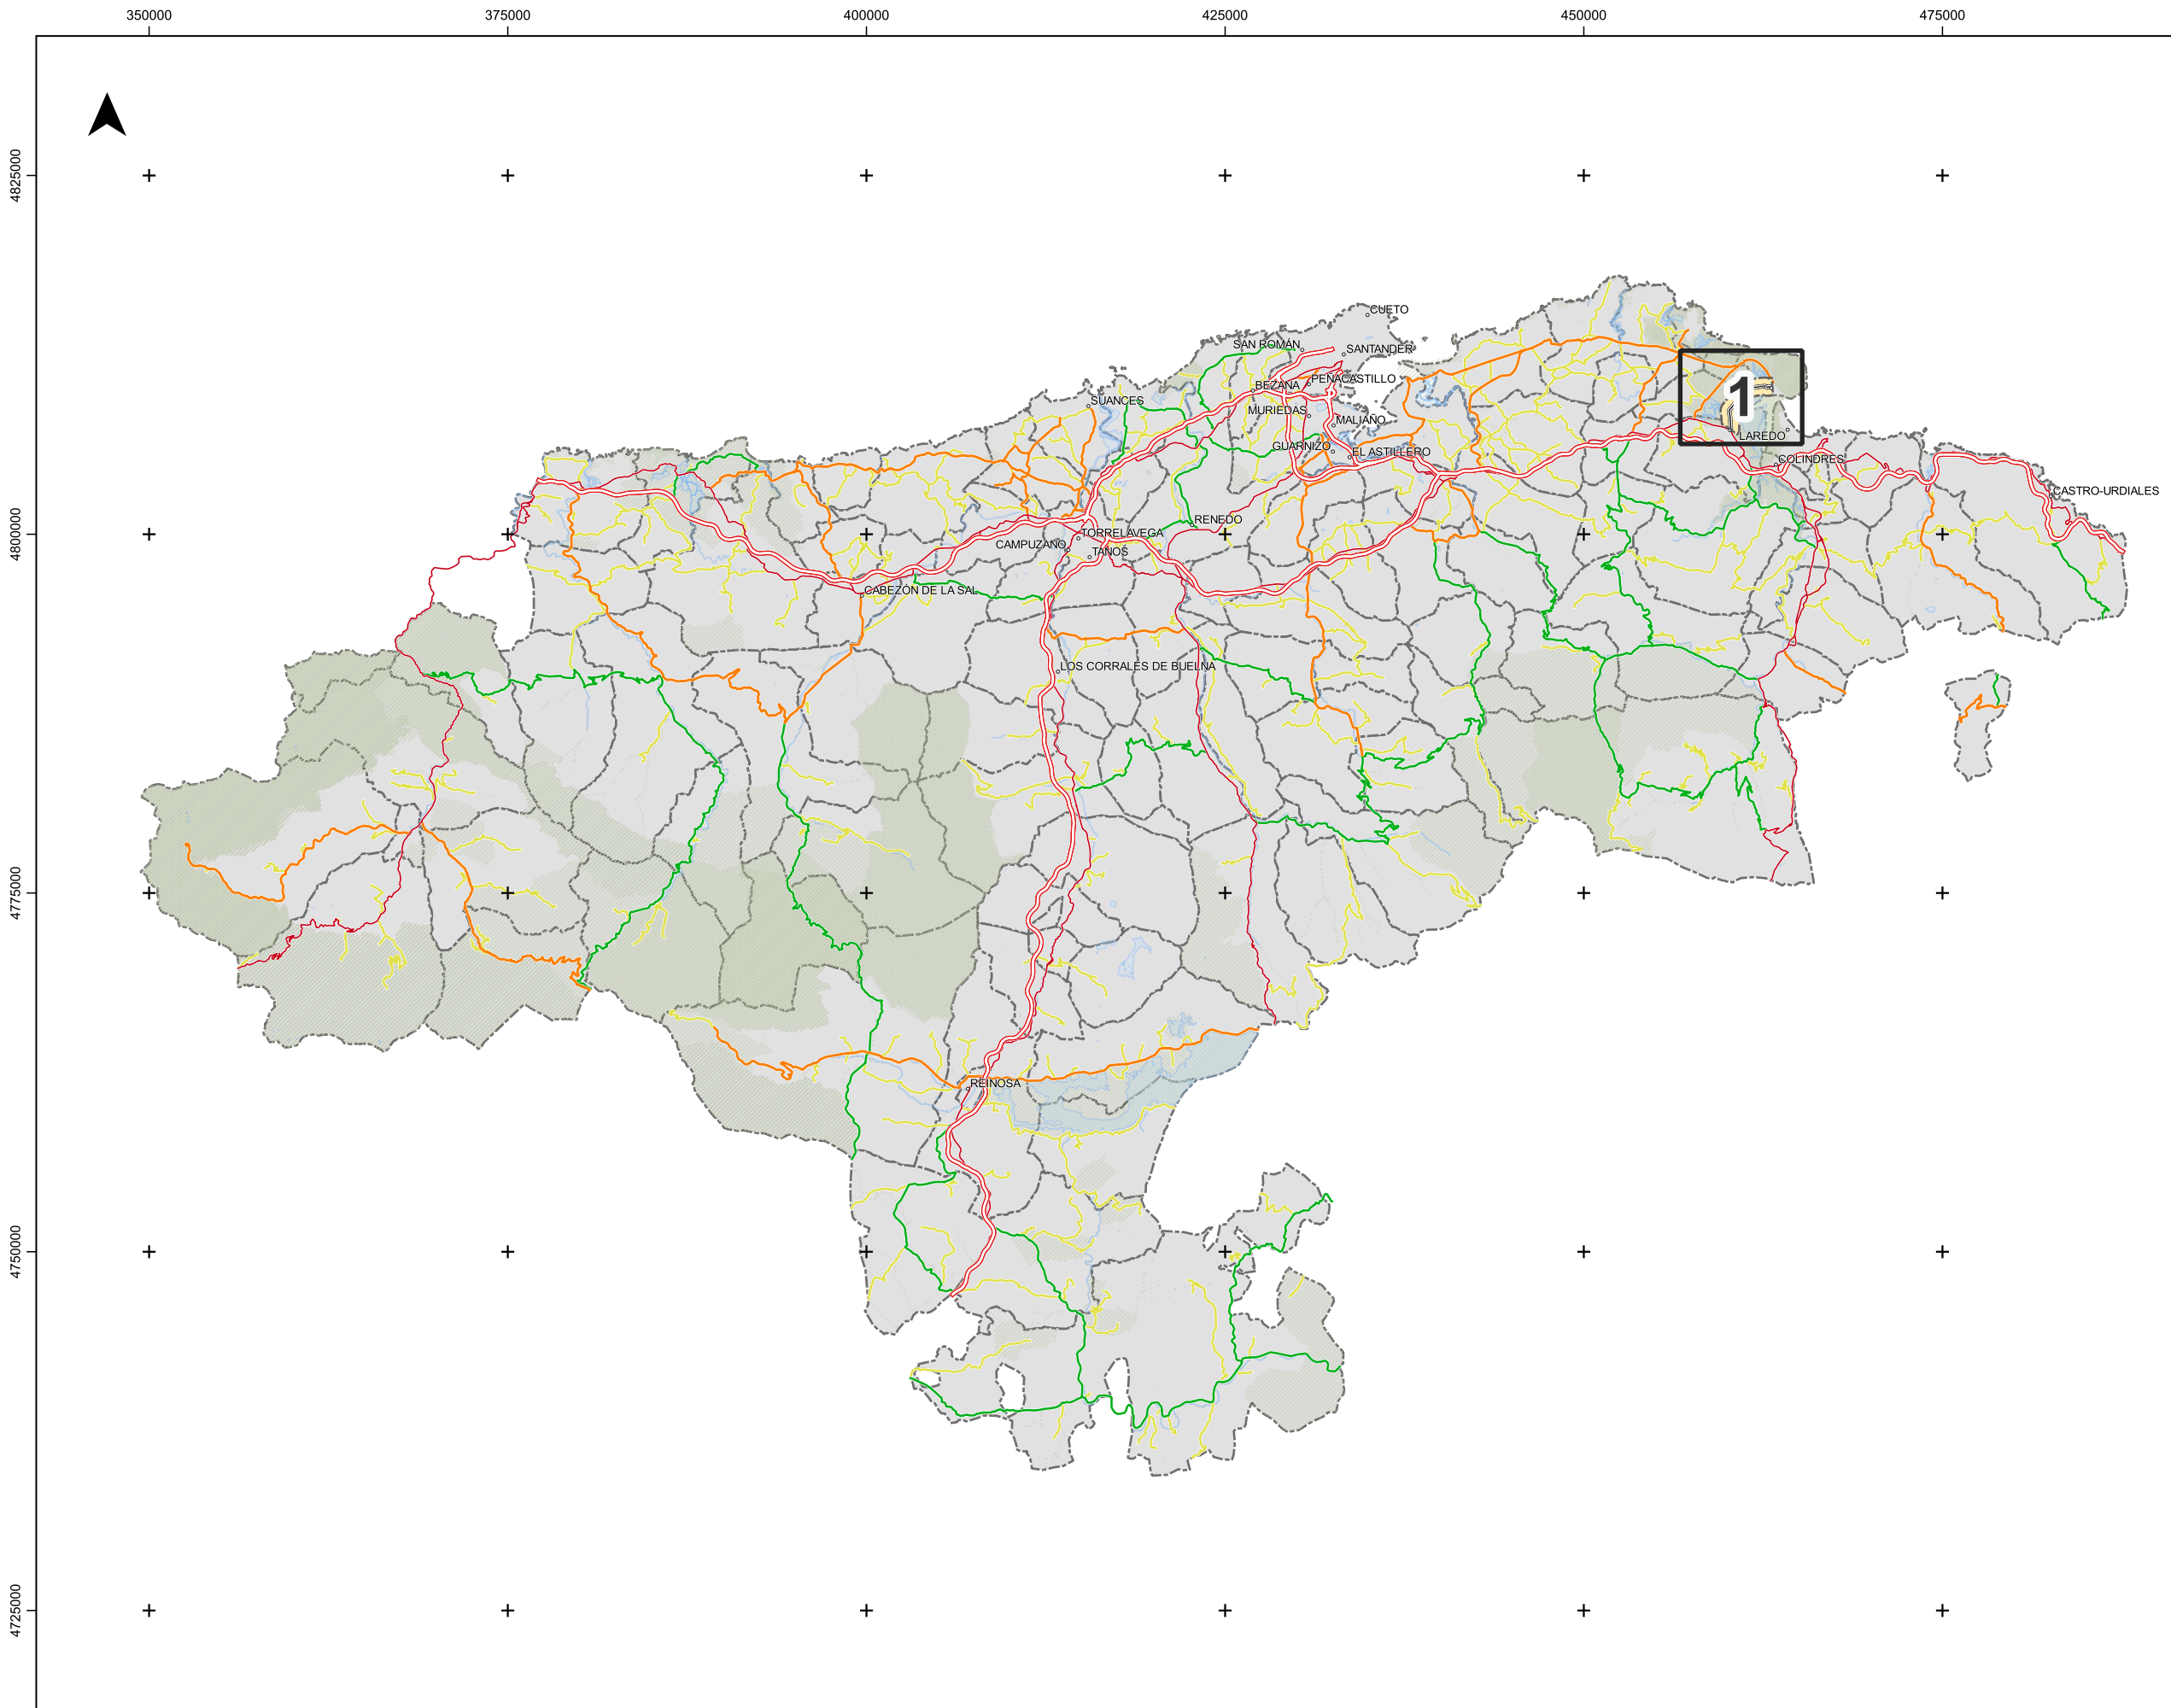 350000 375000 400000 425000 450000 475000
4825000
4800000
4775000
4750000
4725000
CUETO
SAN ROMÁN
SANTANDER
PEÑACASTILLO
BEZANA
SUANCES
MURIEDAS
MALIAÑO
1
LAREDO
GUARNIZO
EL ASTILLERO
COLINDRES
CASTRO-URDIALES
RENEDO
TORRELAVEGA
CAMPUZANO
TANOS
CABEZÓN DE LA SAL
LOS CORRALES DE BUELNA
REINOSA